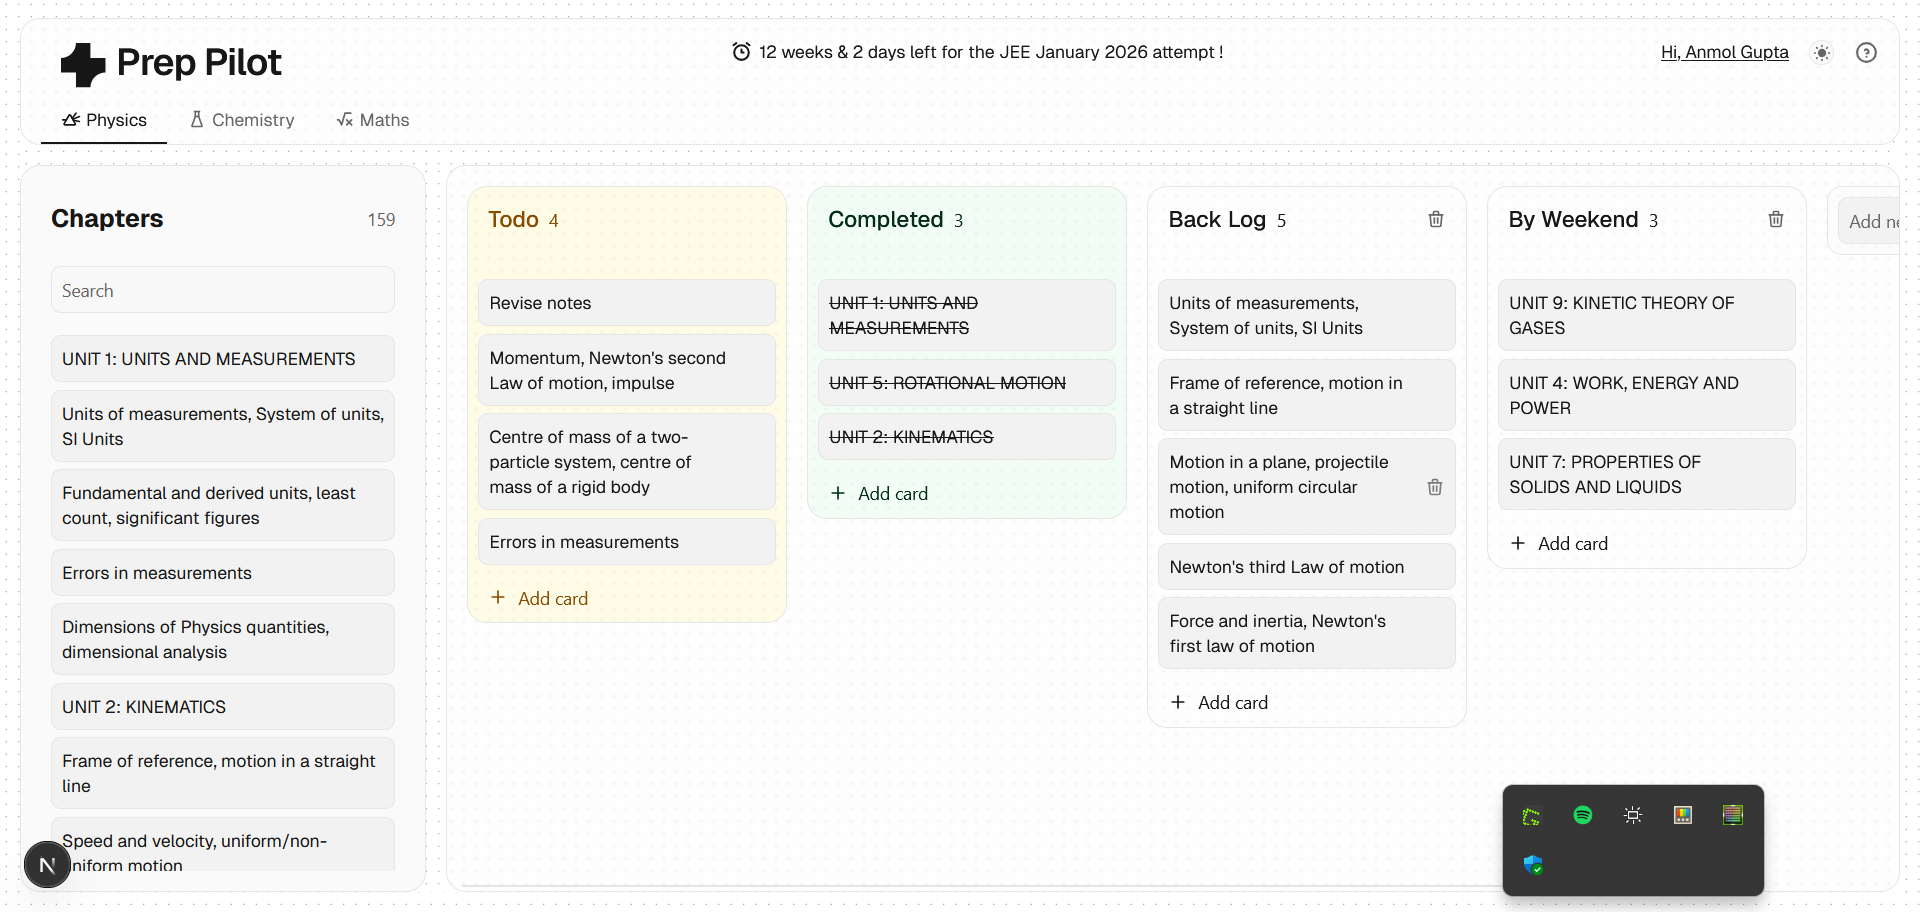 Prep Pilot
12 weeks & 2 days left for the JEE January 2026 attempt !
Hi, Anmol Gupta
Physics
Chemistry
Maths
Chapters
159
Search
UNIT 1: UNITS AND MEASUREMENTS
Units of measurements, System of units,
SI Units
Fundamental and derived units, least
count, significant figures
Errors in measurements
Dimensions of Physics quantities,
dimensional analysis
UNIT 2: KINEMATICS
Frame of reference, motion in a straight
line
Speed and velocity, uniform/non-
uniform motion
N
Todo 4
Revise notes
Momentum, Newton's second
Law of motion, impulse
Centre of mass of a two-
particle system, centre of
mass of a rigid body
Errors in measurements
+ Add card
Completed 3
UNIT 1: UNITS AND
MEASUREMENTS
UNIT 5: ROTATIONAL MOTION
UNIT 2: KINEMATICS
+ Add card
Back Log 5
Units of measurements,
System of units, SI Units
Frame of reference, motion in
a straight line
Motion in a plane, projectile
motion, uniform circular
motion
Newton's third Law of motion
Force and inertia, Newton's
first law of motion
+ Add card
By Weekend 3
UNIT 9: KINETIC THEORY OF
GASES
UNIT 4: WORK, ENERGY AND
POWER
UNIT 7: PROPERTIES OF
SOLIDS AND LIQUIDS
+ Add card
Add